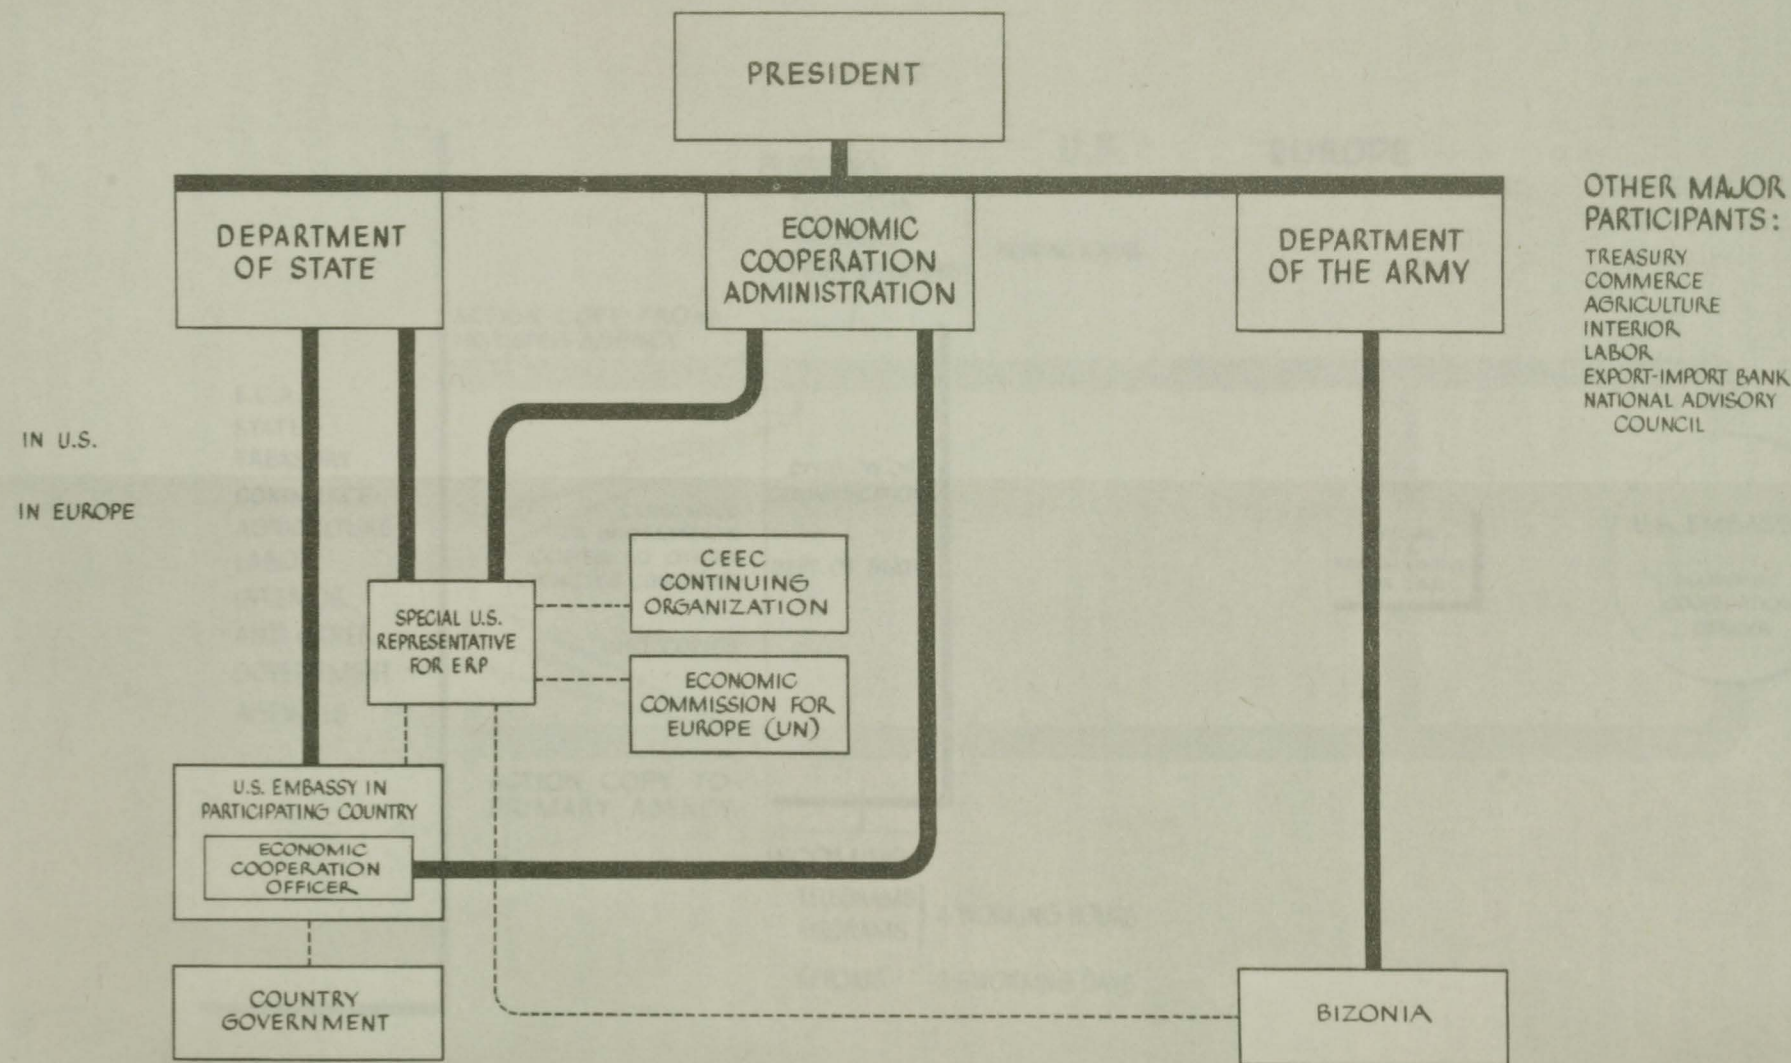 PRESIDENT
DEPARTMENT
OF STATE
ECONOMIC
COOPERATION
ADMINISTRATION
DEPARTMENT
OF THE ARMY
OTHER MAJOR
PARTICIPANTS:
TREASURY
COMMERCE
AGRICULTURE
INTERIOR
LABOR
EXPORT-IMPORT BANK
NATIONAL ADVISORY
COUNCIL
IN U.S.
IN EUROPE
CEEC
CONTINUING
ORGANIZATION
SPECIAL U.S.
REPRESENTATIVE
FOR ERP
ECONOMIC
COMMISSION FOR
EUROPE (UN)
U.S. EMBASSY IN
PARTICIPATING COUNTRY
ECONOMIC
COOPERATION
OFFICER
COUNTRY
GOVERNMENT
BIZONIA